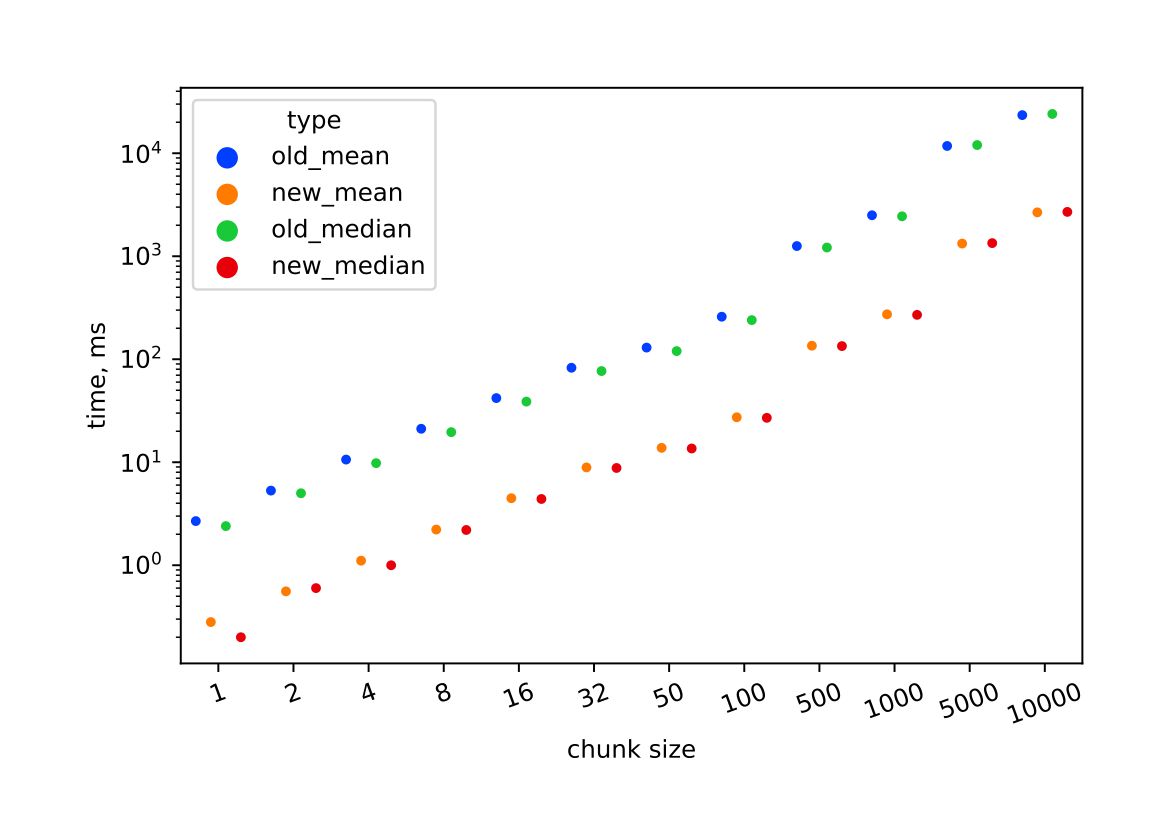 type
old_mean
new_mean
old_median
new_median
10⁴
10³
10²
10¹
10⁰
time, ms
1 2 4 8 16 32 50 100 500 1000 5000 10000
chunk size